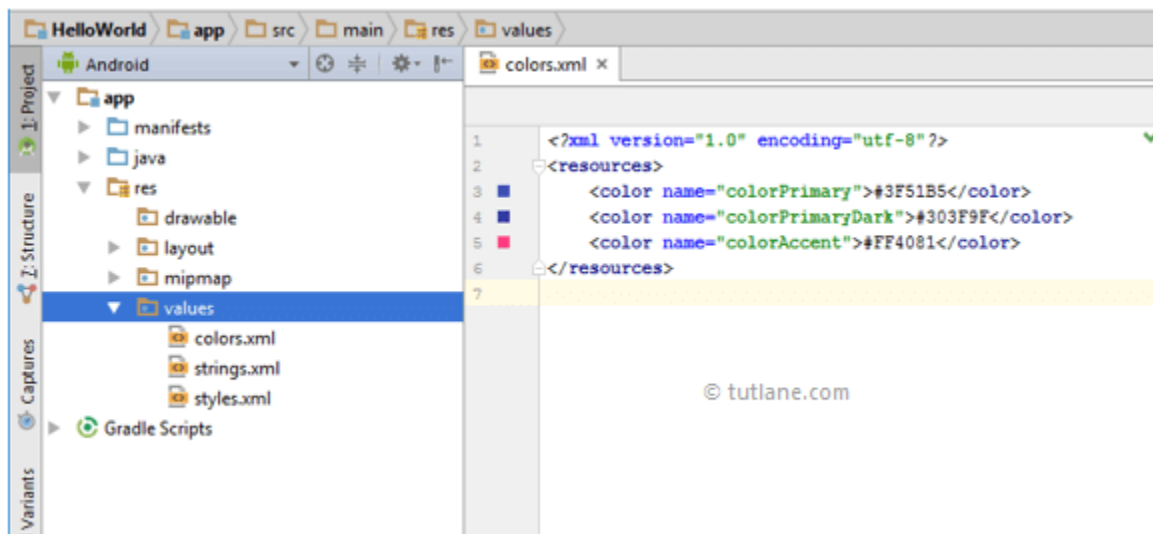 HelloWorld app src main res values
1: Project
Android
colors.xml ×
app
manifests
java
res
drawable
layout
mipmap
values
colors.xml
strings.xml
styles.xml
Gradle Scripts
7: Structure
Captures
Variants
1 <?xml version="1.0" encoding="utf-8"?>
2 <resources>
3 <color name="colorPrimary">#3F51B5</color>
4 <color name="colorPrimaryDark">#303F9F</color>
5 <color name="colorAccent">#FF4081</color>
6 </resources>
7
© tutlane.com